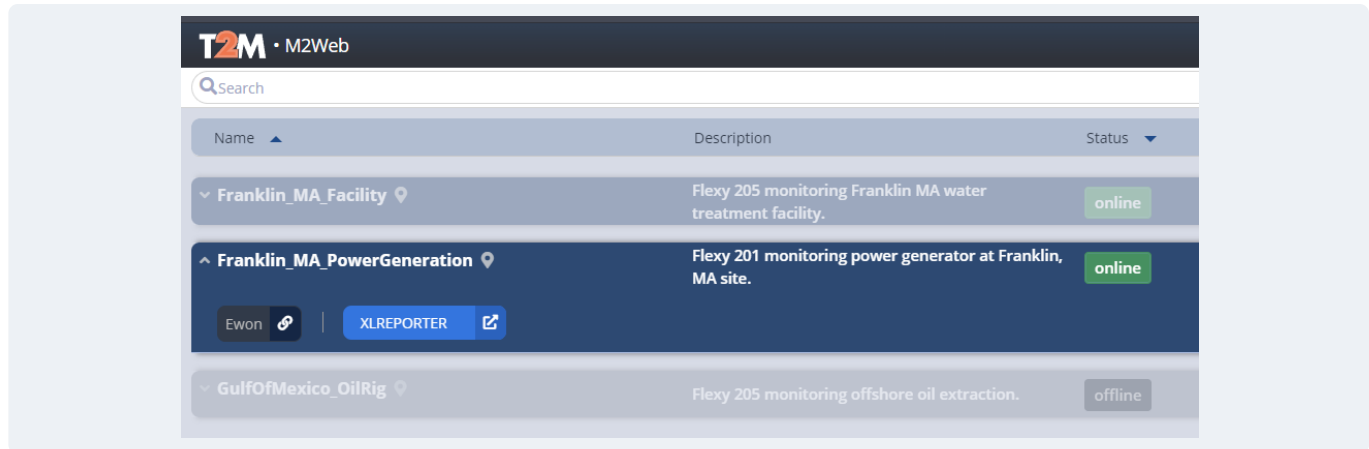 T2M • M2Web
Search
Name Description Status
Franklin_MA_Facility
Flexy 205 monitoring Franklin MA water
treatment facility.
online
Franklin_MA_PowerGeneration
Flexy 201 monitoring power generator at Franklin,
MA site.
online
Ewon
XLREPORTER
GulfOfMexico_OilRig
Flexy 205 monitoring offshore oil extraction.
offline